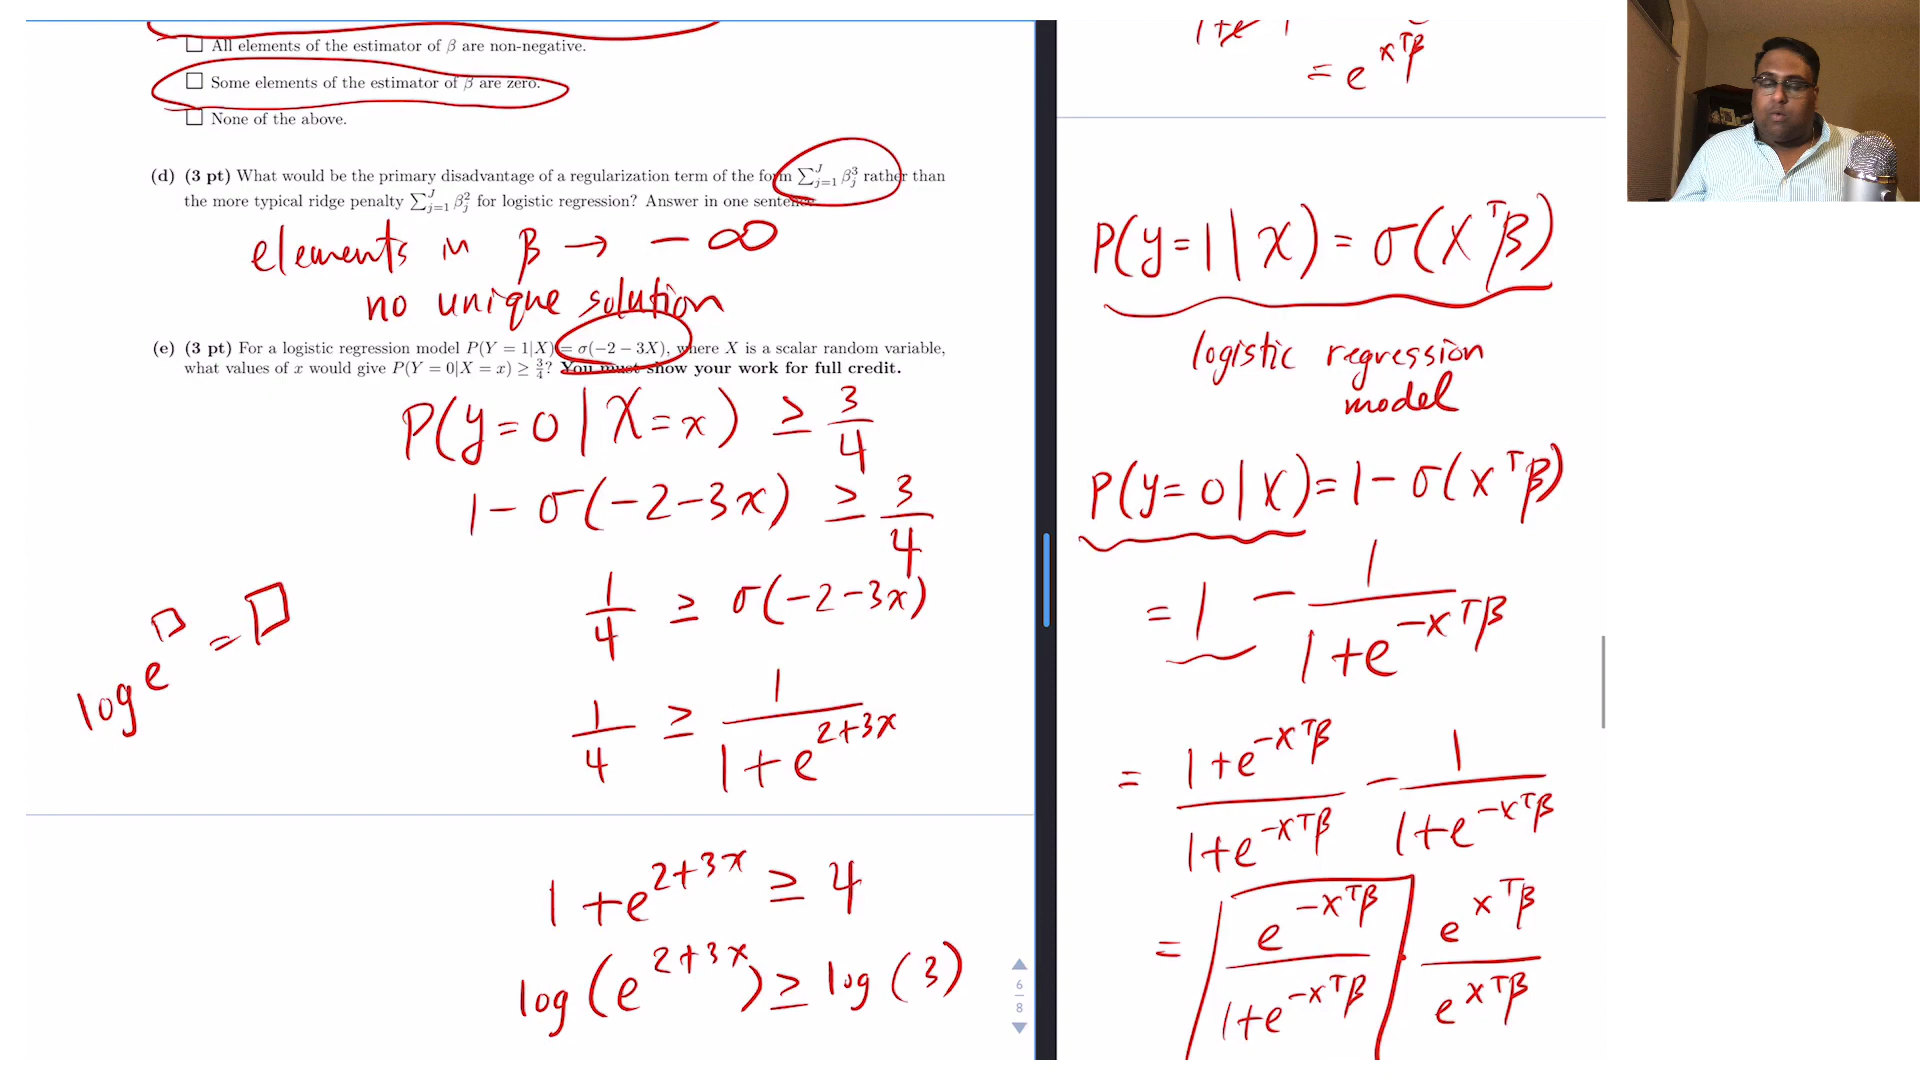 ☐ All elements of the estimator of β are non-negative.
☐ Some elements of the estimator of β are zero.
☐ None of the above.
(d) (3 pt) What would be the primary disadvantage of a regularization term of the form ∑_{j=1}^{J} β_j^3 rather than
the more typical ridge penalty ∑_{j=1}^{J} β_j^2 for logistic regression? Answer in one sentence.
elements in β → -∞
no unique solution
(e) (3 pt) For a logistic regression model P(Y = 1|X) = σ(−2 − 3X), where X is a scalar random variable,
what values of x would give P(Y = 0|X = x) ≥ 3/4? You must show your work for full credit.
P(y=0 | X=x) ≥ 3/4
1 - σ(-2-3x) ≥ 3/4
1/4 ≥ σ(-2-3x)
log e^□ = □
1/4 ≥ 1/(1+e^{2+3x})
1+e^{2+3x} ≥ 4
log(e^{2+3x}) ≥ log(3)
6
8
= e^{x^Tβ}
P(y=1|x) = σ(x^Tβ)
logistic regression
model
P(y=0|x) = 1 - σ(x^Tβ)
= 1 - 1/(1+e^{-x^Tβ})
= (1+e^{-x^Tβ})/(1+e^{-x^Tβ}) - 1/(1+e^{-x^Tβ})
= e^{-x^Tβ}/(1+e^{-x^Tβ}) · e^{x^Tβ}/e^{x^Tβ}